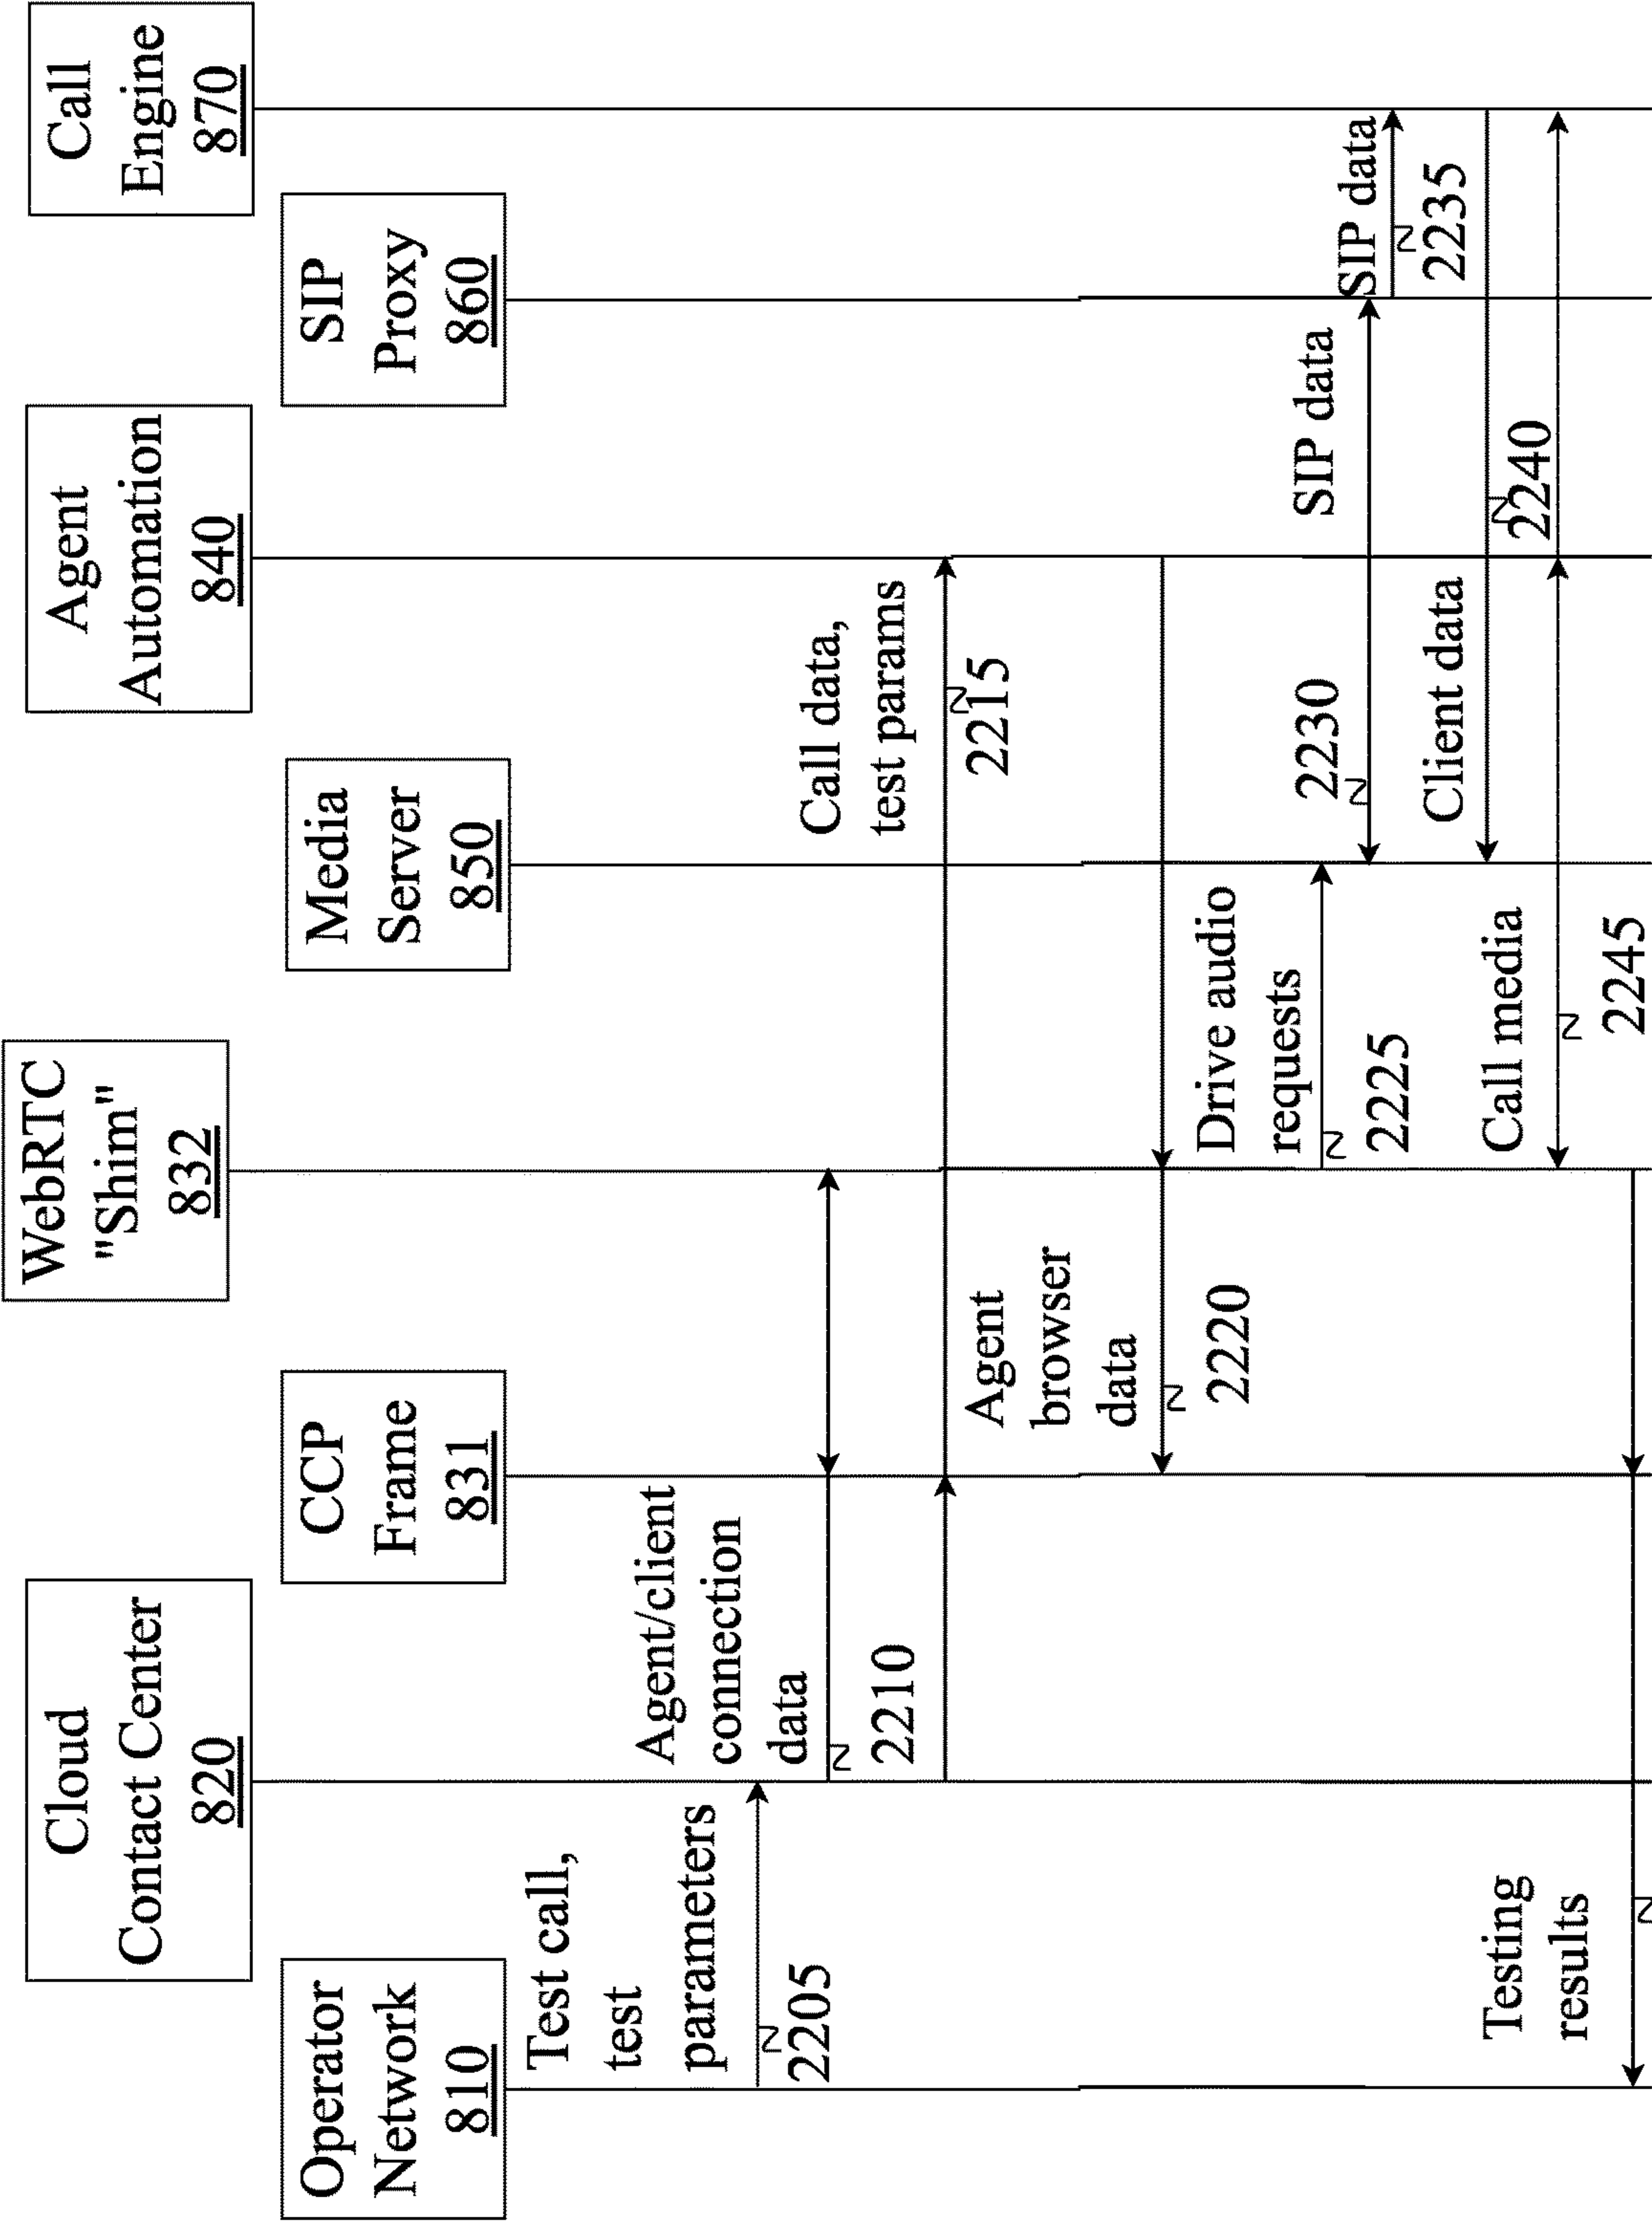 Operator
Network
810
Cloud
Contact Center
820
CCP
Frame
831
WebRTC
"Shim"
832
Media
Server
850
Agent
Automation
840
SIP
Proxy
860
Call
Engine
870
Test call,
test
parameters
2205
Agent/client
connection
data
2210
Call data,
test params
2215
Agent
browser
data
2220
Drive audio
requests
2225
SIP data
2230
SIP data
2235
Client data
2240
Call media
2245
Testing
results